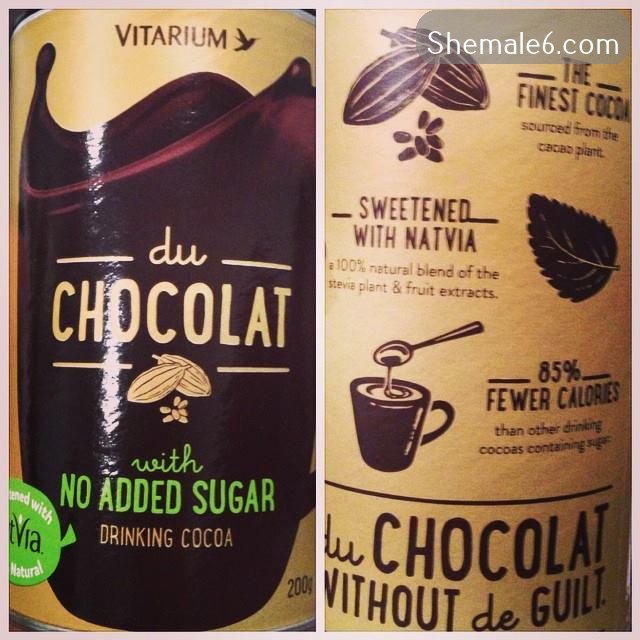 VITARIUM
du
CHOCOLAT
with
NO ADDED SUGAR
DRINKING COCOA
with
Natural
200g
Shemale6.com
THE
FINEST COCOA
sourced from the
cacao plant.
SWEETENED
WITH NATVIA
a 100% natural blend of the
stevia plant & fruit extracts.
85%
FEWER CALORIES
than other drinking
cocoas containing sugar.
du CHOCOLAT
WITHOUT de GUILT.